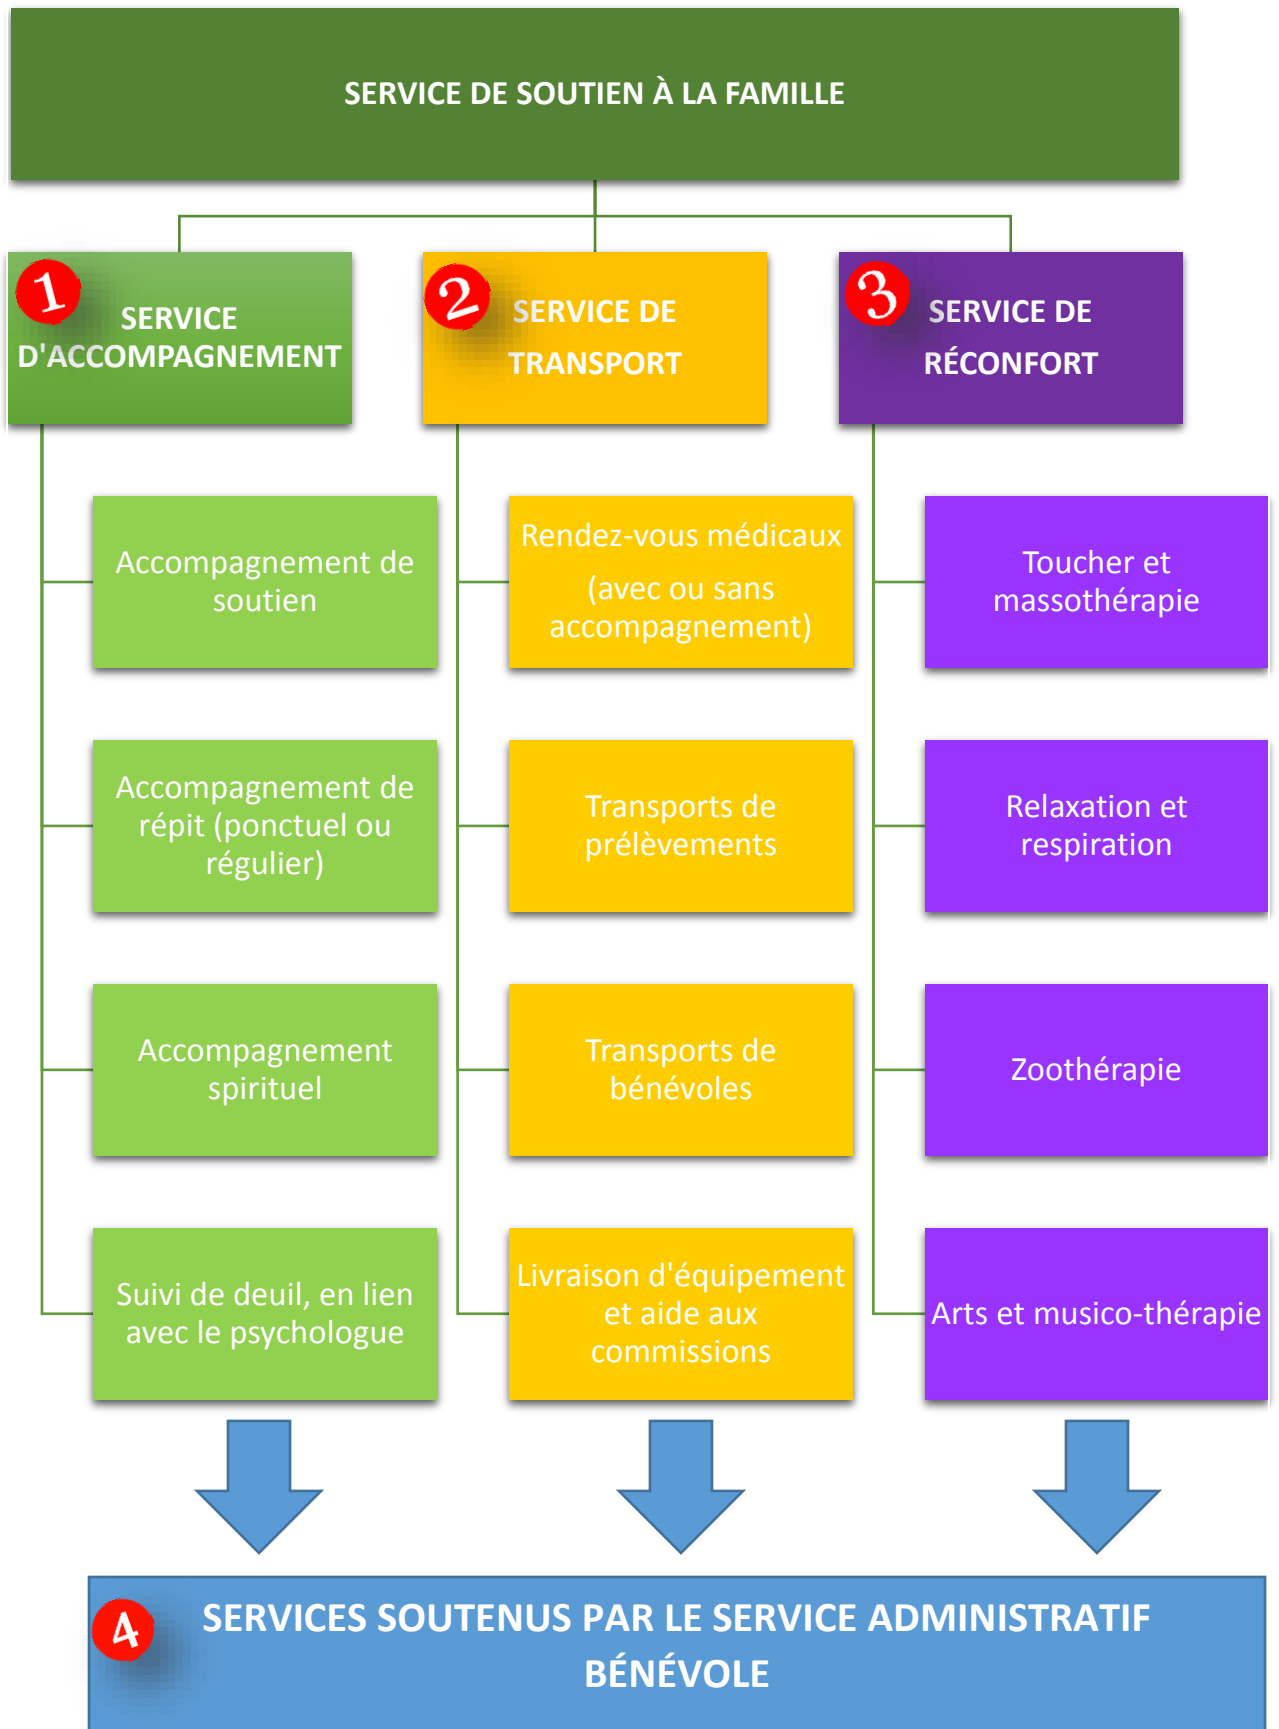 SERVICE DE SOUTIEN À LA FAMILLE
1
SERVICE
D'ACCOMPAGNEMENT
2
SERVICE DE
TRANSPORT
3
SERVICE DE
RÉCONFORT
Accompagnement de
soutien
Accompagnement de
répit (ponctuel ou
régulier)
Accompagnement
spirituel
Suivi de deuil, en lien
avec le psychologue
Rendez-vous médicaux
(avec ou sans
accompagnement)
Transports de
prélèvements
Transports de
bénévoles
Livraison d'équipement
et aide aux
commissions
Toucher et
massothérapie
Relaxation et
respiration
Zoothérapie
Arts et musico-thérapie
4
SERVICES SOUTENUS PAR LE SERVICE ADMINISTRATIF
BÉNÉVOLE